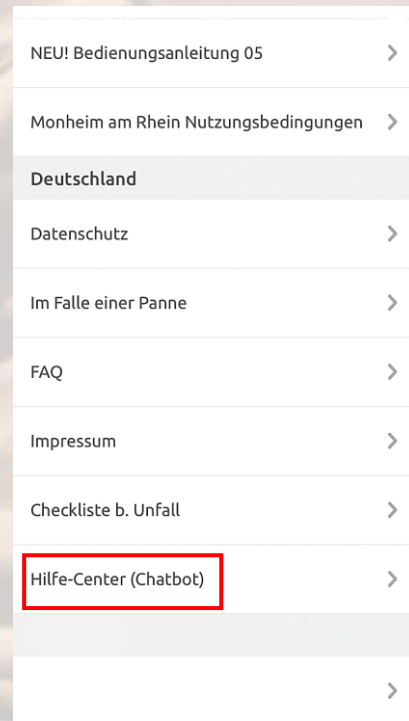 NEU! Bedienungsanleitung 05
Monheim am Rhein Nutzungsbedingungen
Deutschland
Datenschutz
Im Falle einer Panne
FAQ
Impressum
Checkliste b. Unfall
Hilfe-Center (Chatbot)